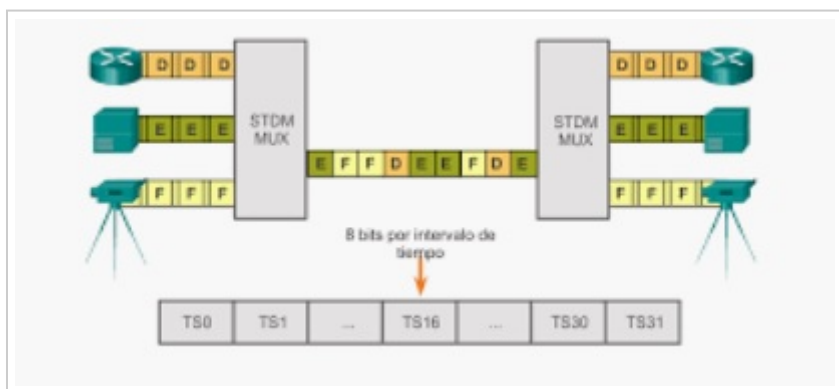 D D D
D D D
E E E
STDM MUX
E F F D E E F D E
STDM MUX
E E E
F F F
F F F
8 bits por intervalo de
tiempo
TS0 TS1 ... TS16 ... TS30 TS31